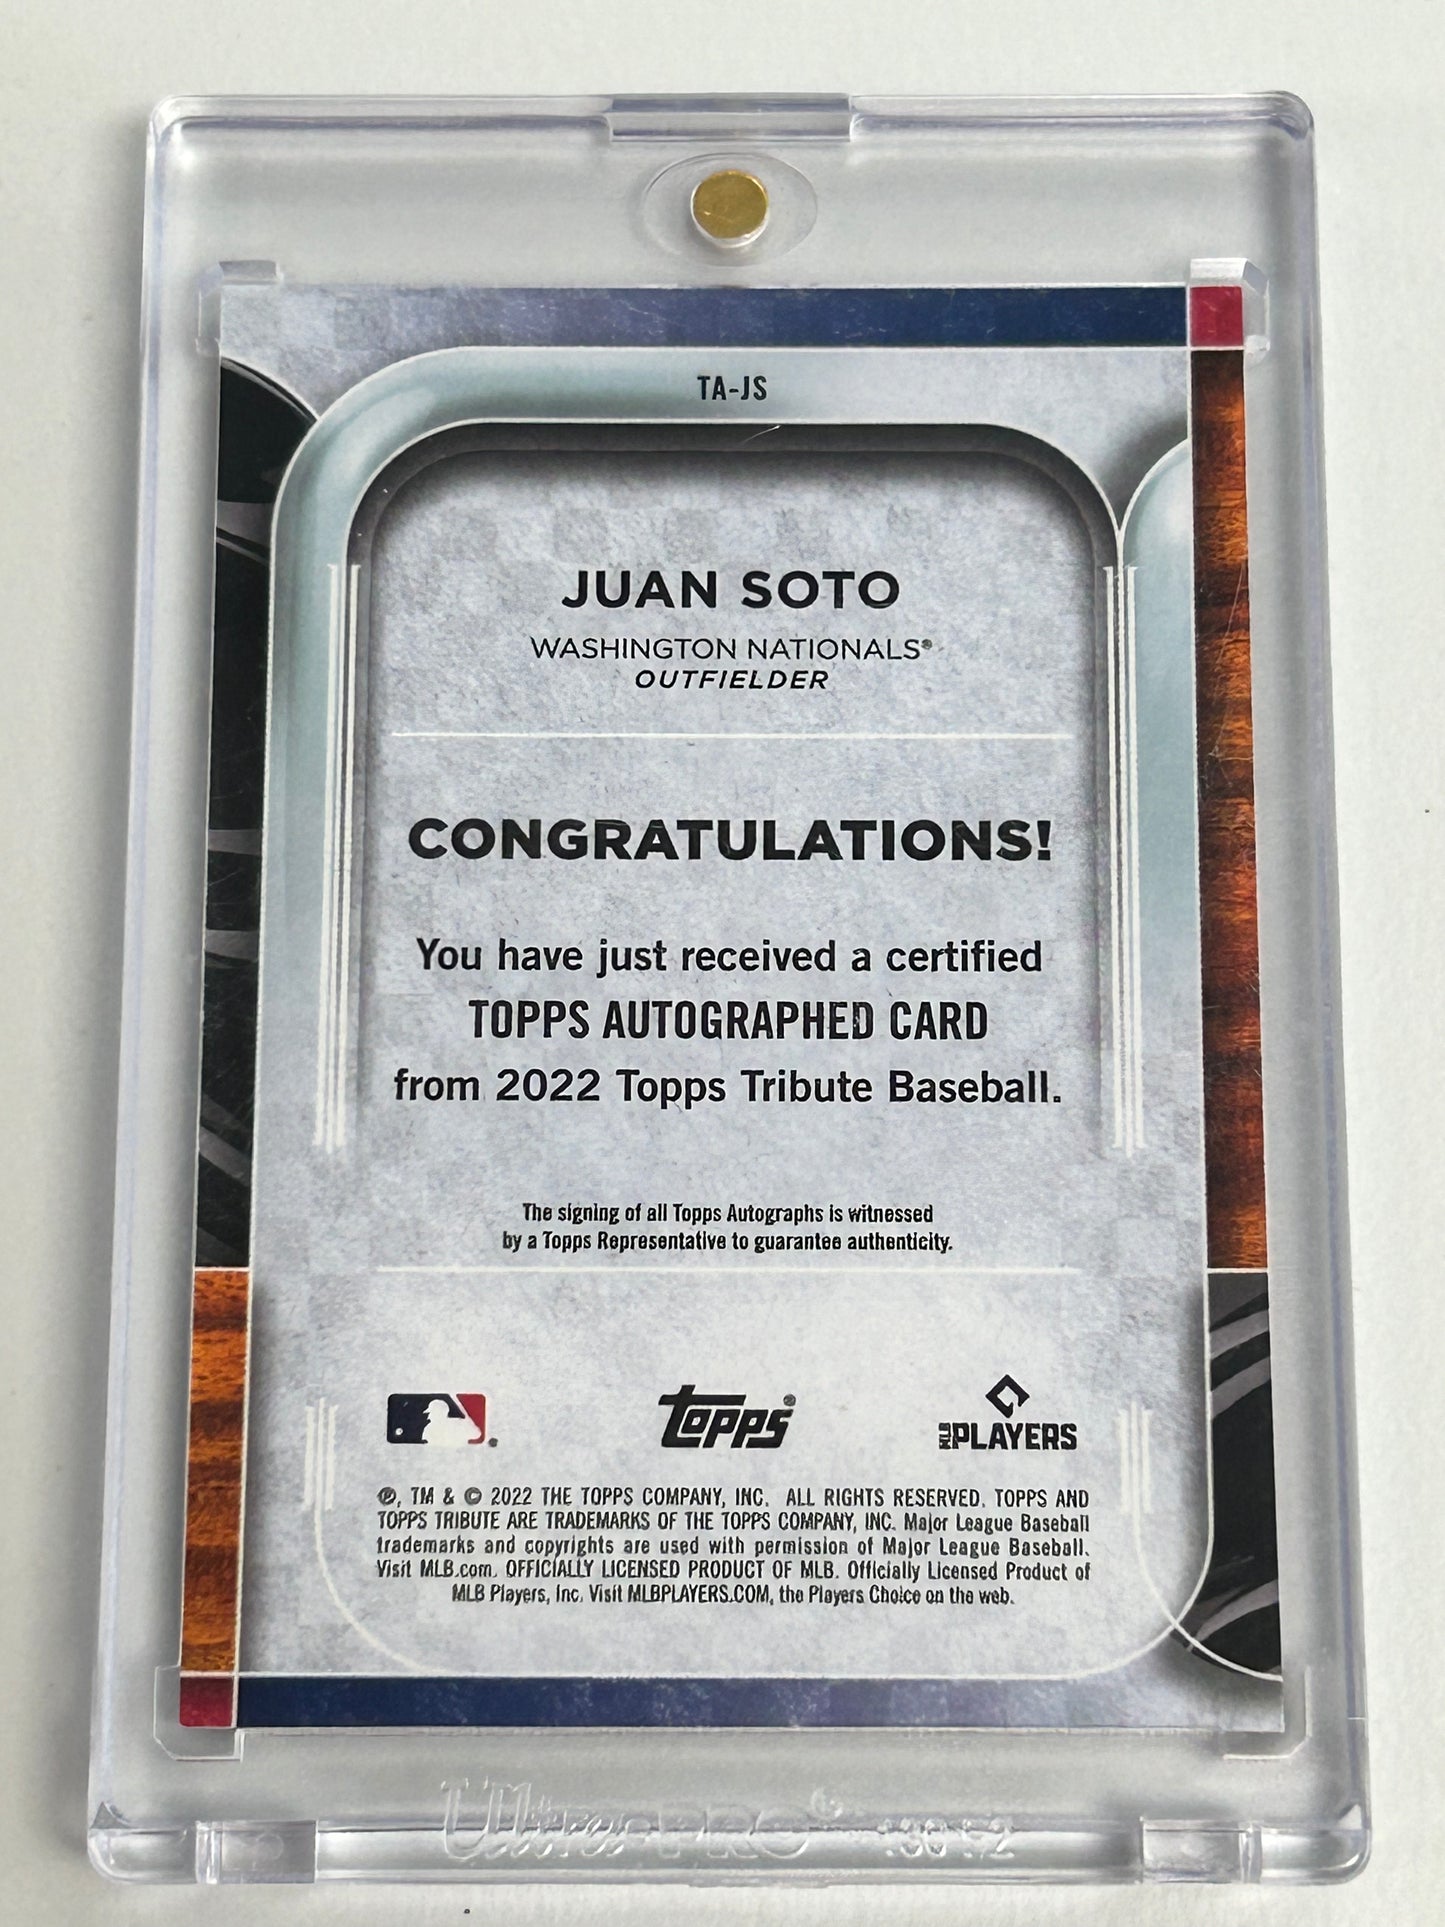 TA-JS
JUAN SOTO
WASHINGTON NATIONALS®
OUTFIELDER
CONGRATULATIONS!
You have just received a certified
TOPPS AUTOGRAPHED CARD
from 2022 Topps Tribute Baseball.
The signing of all Topps Autographs is witnessed
by a Topps Representative to guarantee authenticity.
topps®
MLB PLAYERS
®, TM & © 2022 THE TOPPS COMPANY, INC. ALL RIGHTS RESERVED. TOPPS AND
TOPPS TRIBUTE ARE TRADEMARKS OF THE TOPPS COMPANY, INC. Major League Baseball
trademarks and copyrights are used with permission of Major League Baseball.
Visit MLB.com. OFFICIALLY LICENSED PRODUCT OF MLB. Officially Licensed Product of
MLB Players, Inc. Visit MLBPLAYERS.COM, the Players Choice on the web.
Ultra PRO®